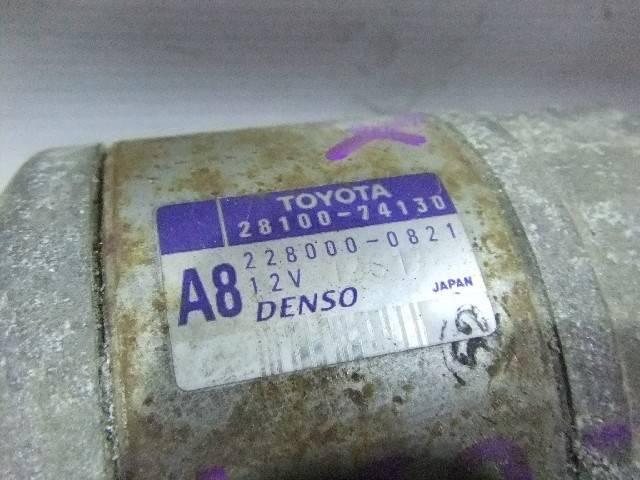 TOYOTA
28100-74130
A8
228000-0821
12V
DENSO
JAPAN